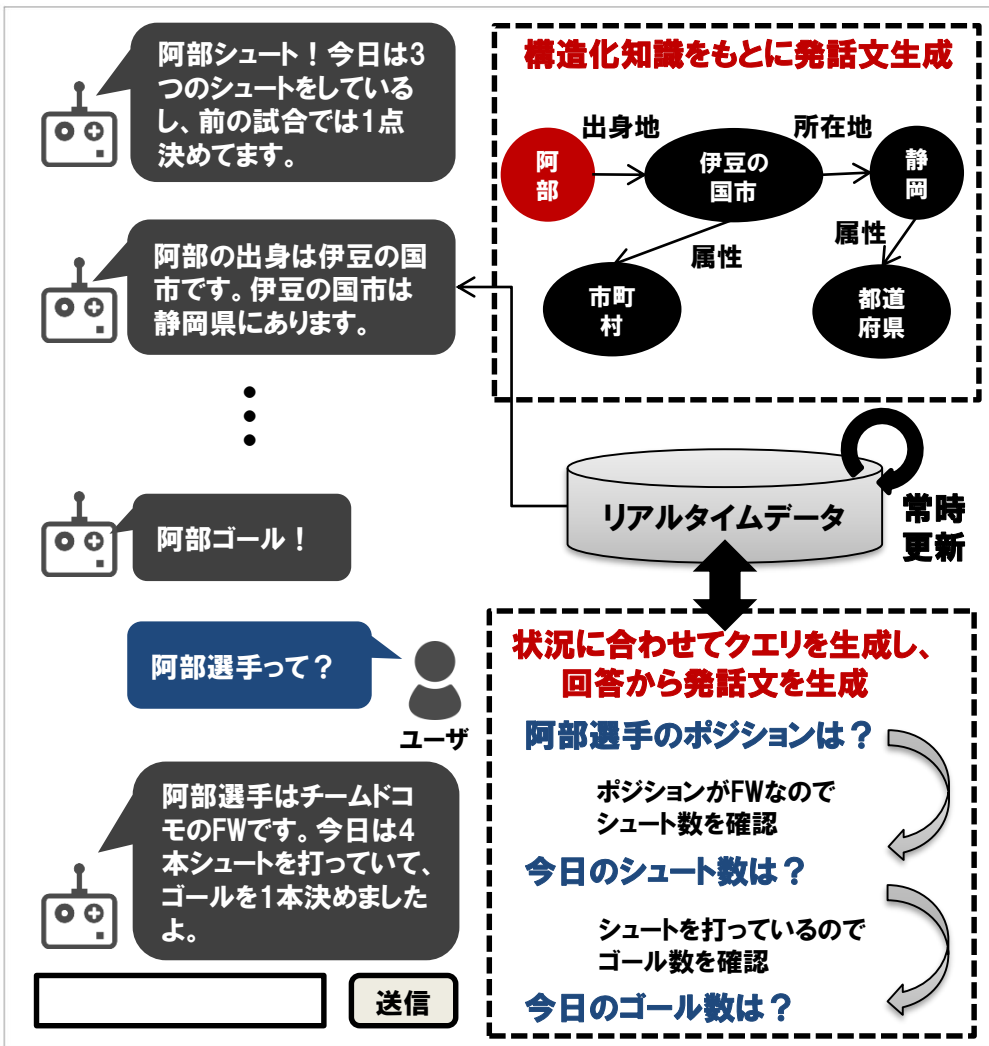 阿部シュート！今日は3
つのシュートをしている
し、前の試合では1点
決めてます。
阿部の出身は伊豆の国
市です。伊豆の国市は
静岡県にあります。
阿部ゴール！
阿部選手って？
ユーザ
阿部選手はチームドコ
モのFWです。今日は4
本シュートを打っていて、
ゴールを1本決めました
よ。
送信
構造化知識をもとに発話文生成
出身地
所在地
阿
部
伊豆の
国市
静
岡
属性
属性
市町
村
都道
府県
リアルタイムデータ
常時
更新
状況に合わせてクエリを生成し、
回答から発話文を生成
阿部選手のポジションは？
ポジションがFWなので
シュート数を確認
今日のシュート数は？
シュートを打っているので
ゴール数を確認
今日のゴール数は？